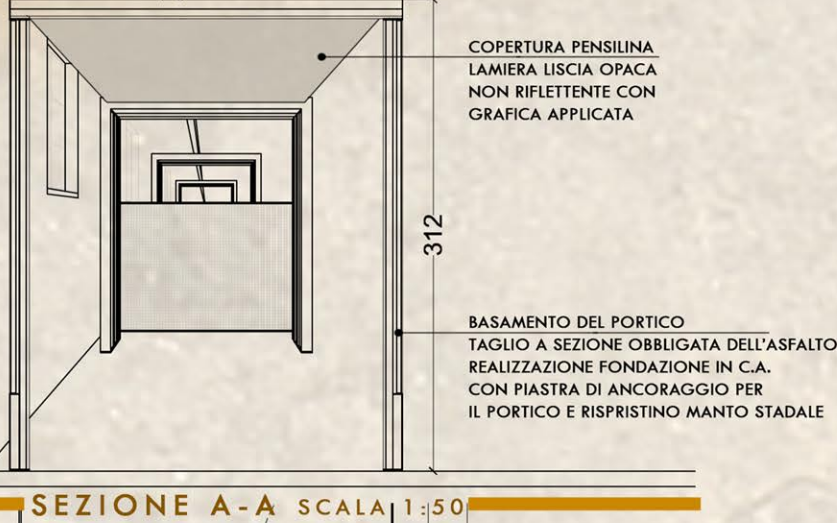 COPERTURA PENSILINA
LAMIERA LISCIA OPACA
NON RIFLETTENTE CON
GRAFICA APPLICATA
312
BASAMENTO DEL PORTICO
TAGLIO A SEZIONE OBBLIGATA DELL'ASFALTO
REALIZZAZIONE FONDAZIONE IN C.A.
CON PIASTRA DI ANCORAGGIO PER
IL PORTICO E RISPRISTINO MANTO STADALE
SEZIONE A-A SCALA 1:50